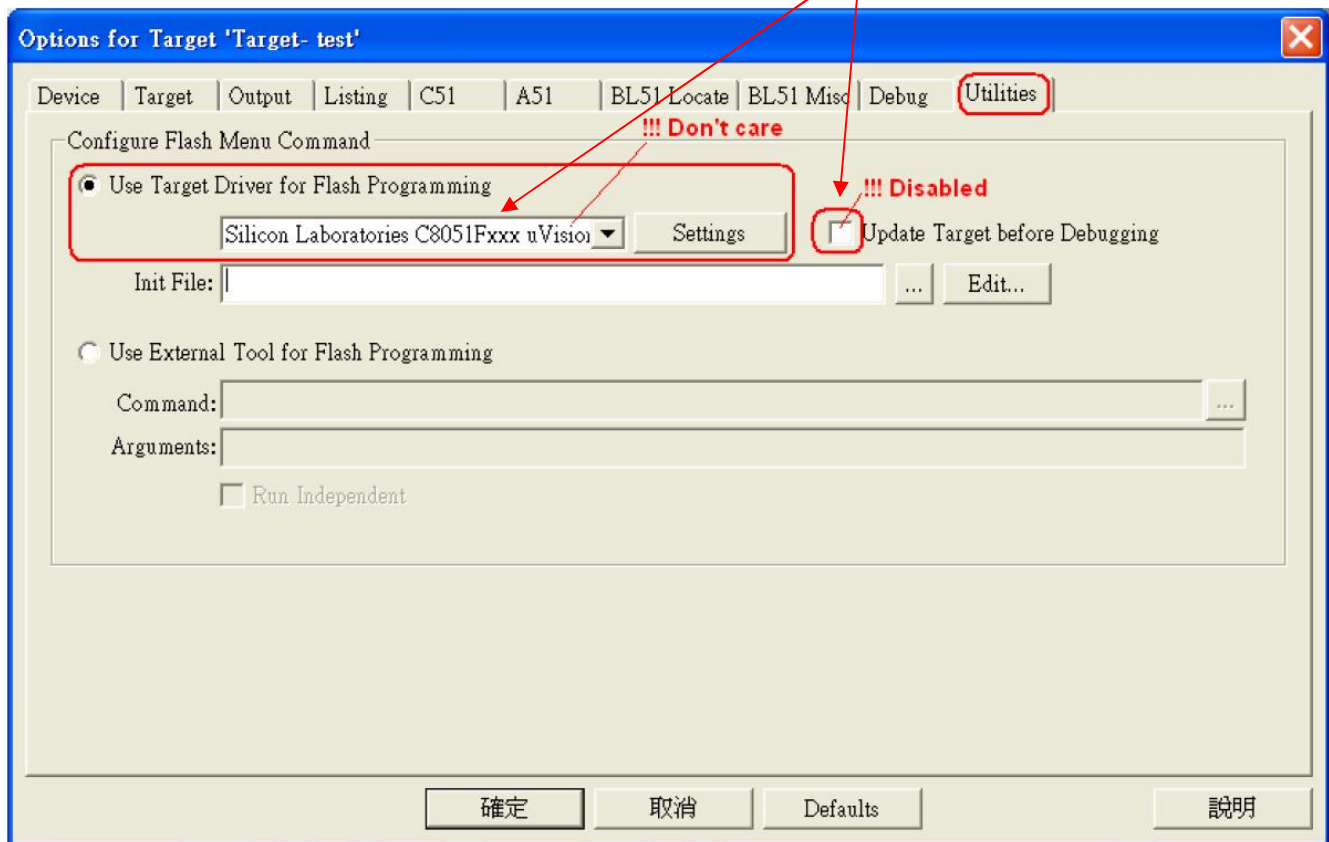 Options for Target 'Target- test'
Device Target Output Listing C51 A51 BL51 Locate BL51 Misc Debug Utilities
Configure Flash Menu Command
!!! Don't care
Use Target Driver for Flash Programming
!!! Disabled
Silicon Laboratories C8051Fxxx uVision Settings Update Target before Debugging
Init File: ... Edit...
Use External Tool for Flash Programming
Command: ...
Arguments:
Run Independent
確定 取消 Defaults 說明